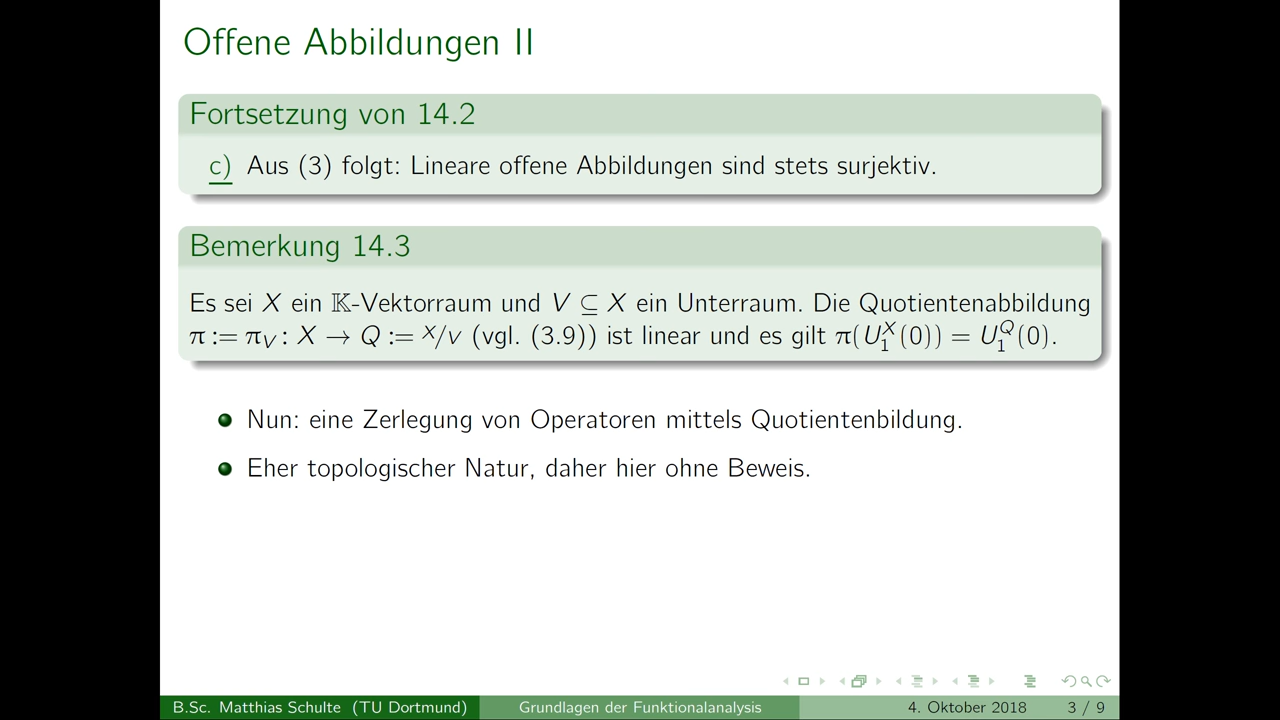 Offene Abbildungen II
Fortsetzung von 14.2
c) Aus (3) folgt: Lineare offene Abbildungen sind stets surjektiv.
Bemerkung 14.3
Es sei X ein 𝕂-Vektorraum und V ⊆ X ein Unterraum. Die Quotientenabbildung
π := π_V : X → Q := X/V (vgl. (3.9)) ist linear und es gilt π(U_1^X(0)) = U_1^Q(0).
Nun: eine Zerlegung von Operatoren mittels Quotientenbildung.
Eher topologischer Natur, daher hier ohne Beweis.
B.Sc. Matthias Schulte (TU Dortmund) Grundlagen der Funktionalanalysis 4. Oktober 2018 3 / 9